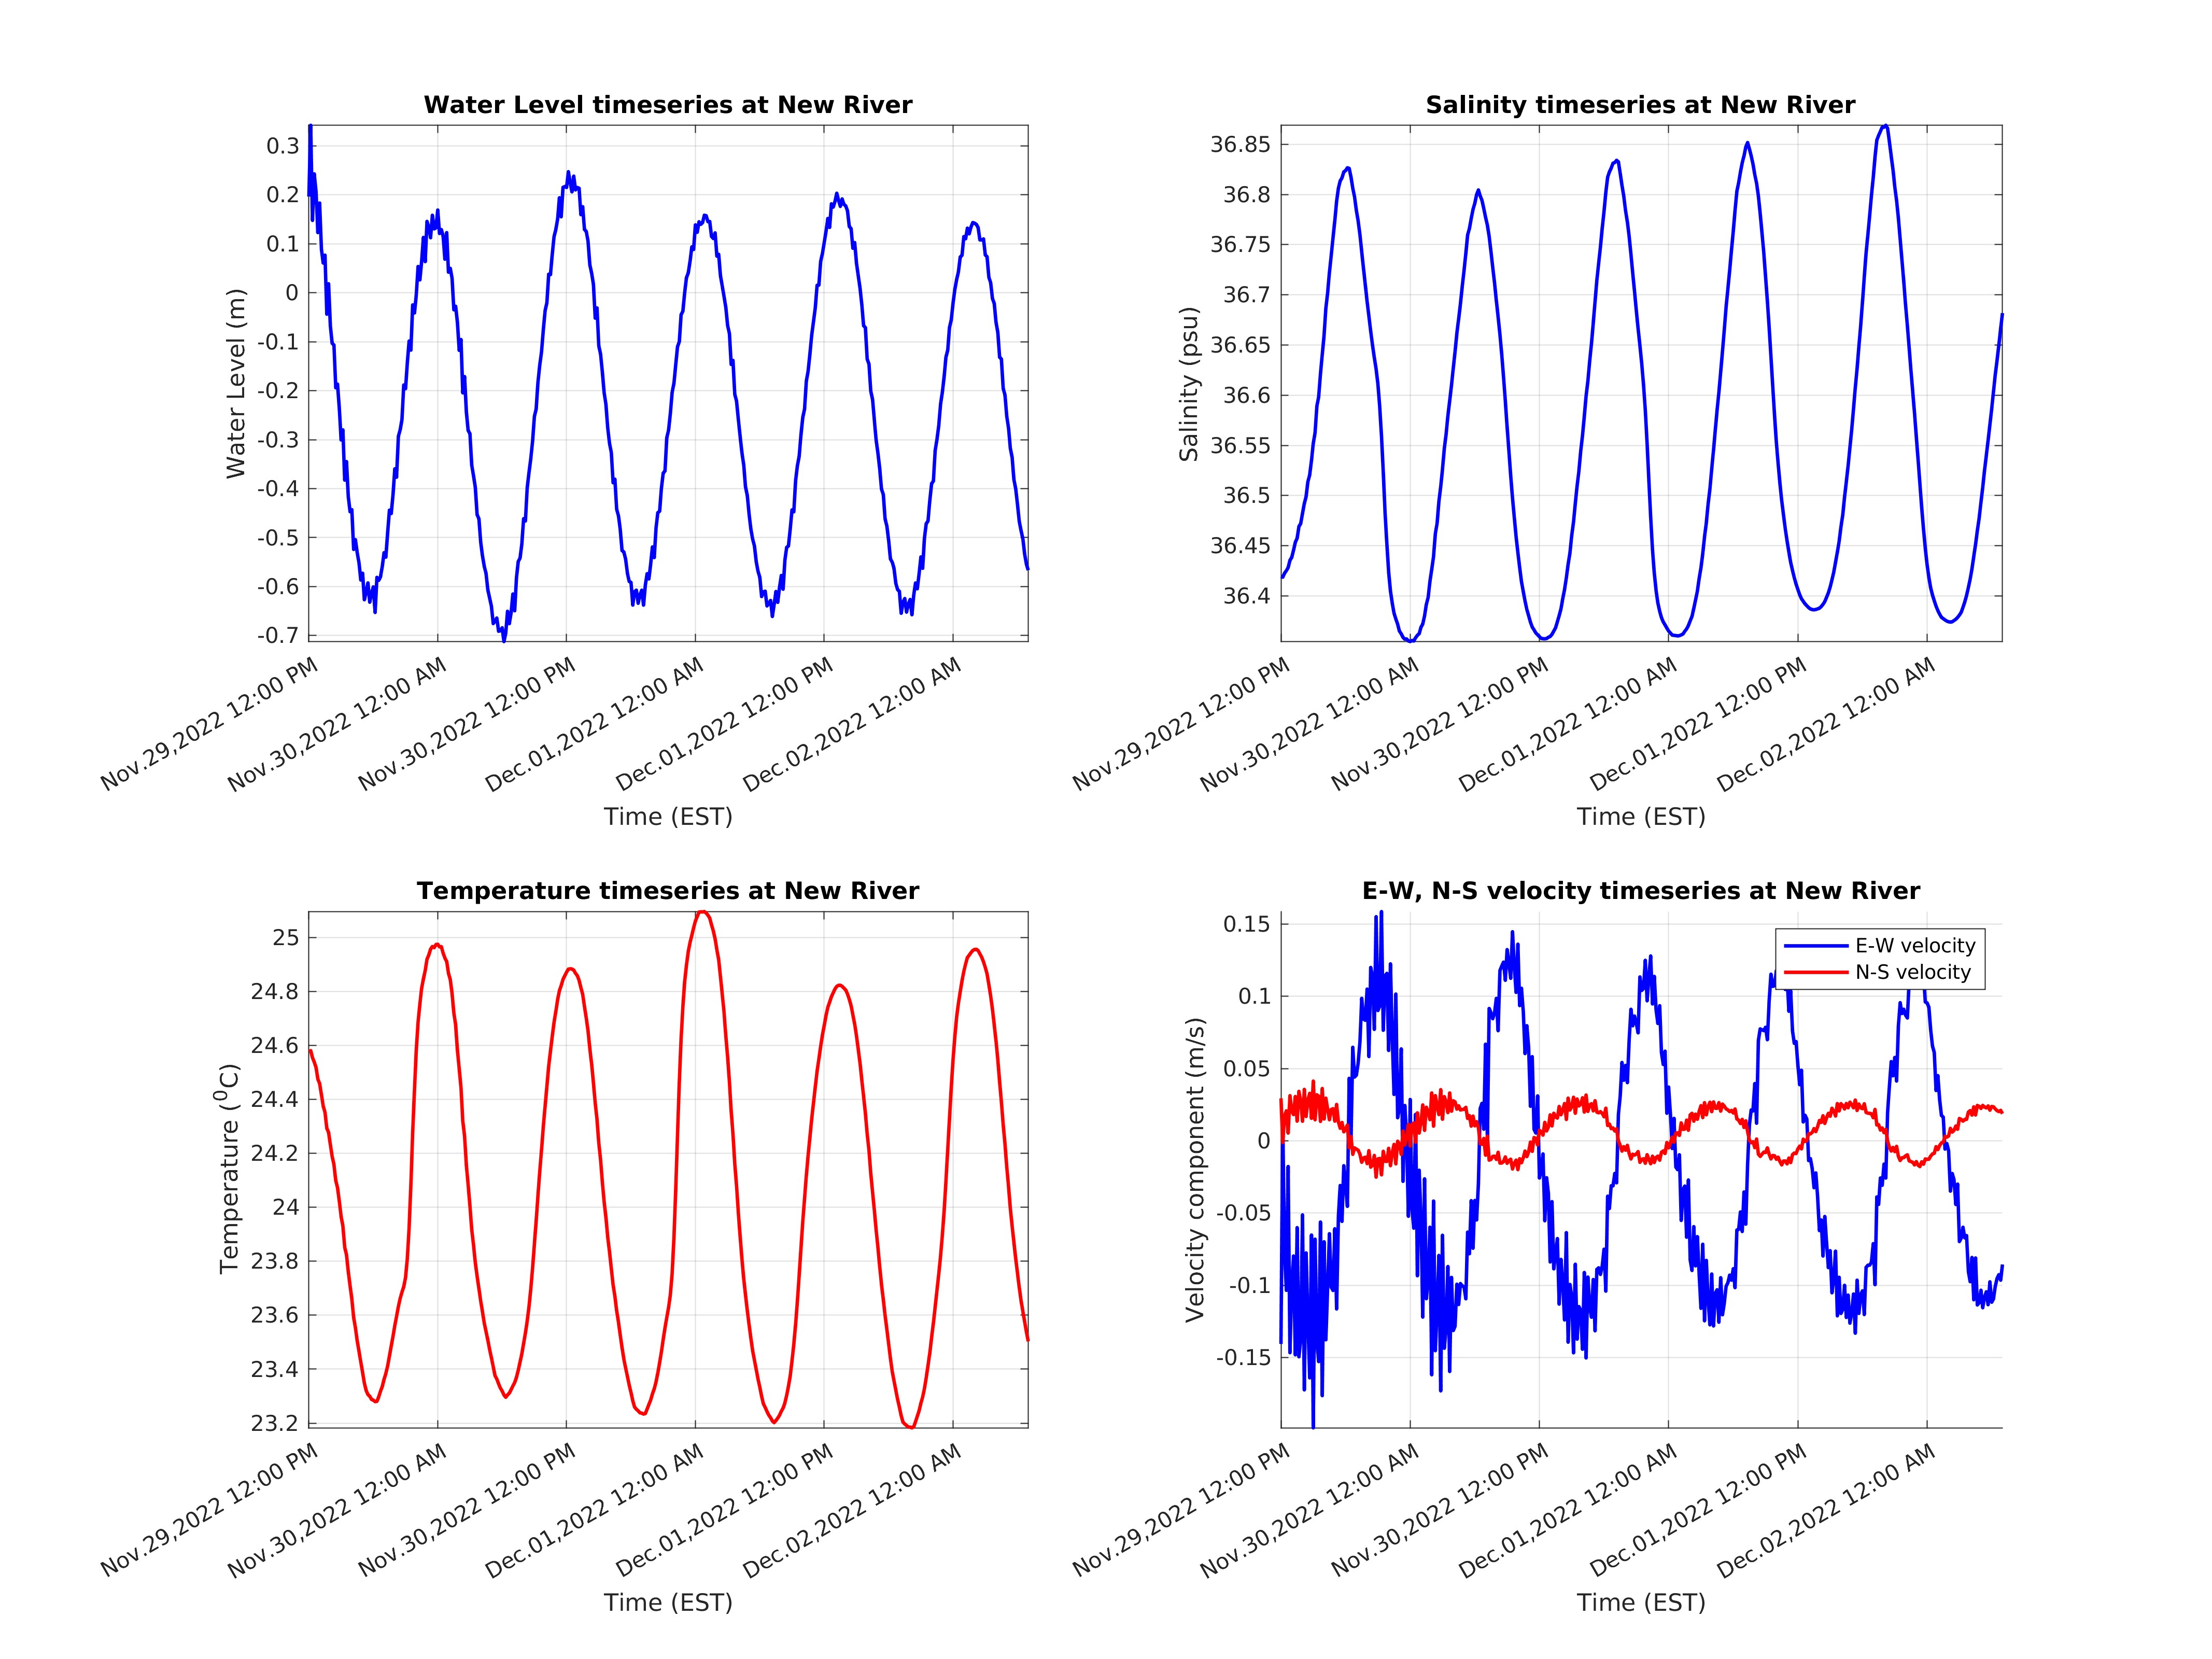 Water Level timeseries at New River
0.3
0.2
0.1
0
-0.1
-0.2
-0.3
-0.4
-0.5
-0.6
-0.7
Water Level (m)
Nov.29,2022 12:00 PM
Nov.30,2022 12:00 AM
Nov.30,2022 12:00 PM
Dec.01,2022 12:00 AM
Dec.01,2022 12:00 PM
Dec.02,2022 12:00 AM
Time (EST)
Salinity timeseries at New River
36.85
36.8
36.75
36.7
36.65
36.6
36.55
36.5
36.45
36.4
Salinity (psu)
Nov.29,2022 12:00 PM
Nov.30,2022 12:00 AM
Nov.30,2022 12:00 PM
Dec.01,2022 12:00 AM
Dec.01,2022 12:00 PM
Dec.02,2022 12:00 AM
Time (EST)
Temperature timeseries at New River
25
24.8
24.6
24.4
24.2
24
23.8
23.6
23.4
23.2
Temperature (⁰C)
Nov.29,2022 12:00 PM
Nov.30,2022 12:00 AM
Nov.30,2022 12:00 PM
Dec.01,2022 12:00 AM
Dec.01,2022 12:00 PM
Dec.02,2022 12:00 AM
Time (EST)
E-W, N-S velocity timeseries at New River
0.15
0.1
0.05
0
-0.05
-0.1
-0.15
Velocity component (m/s)
E-W velocity
N-S velocity
Nov.29,2022 12:00 PM
Nov.30,2022 12:00 AM
Nov.30,2022 12:00 PM
Dec.01,2022 12:00 AM
Dec.01,2022 12:00 PM
Dec.02,2022 12:00 AM
Time (EST)